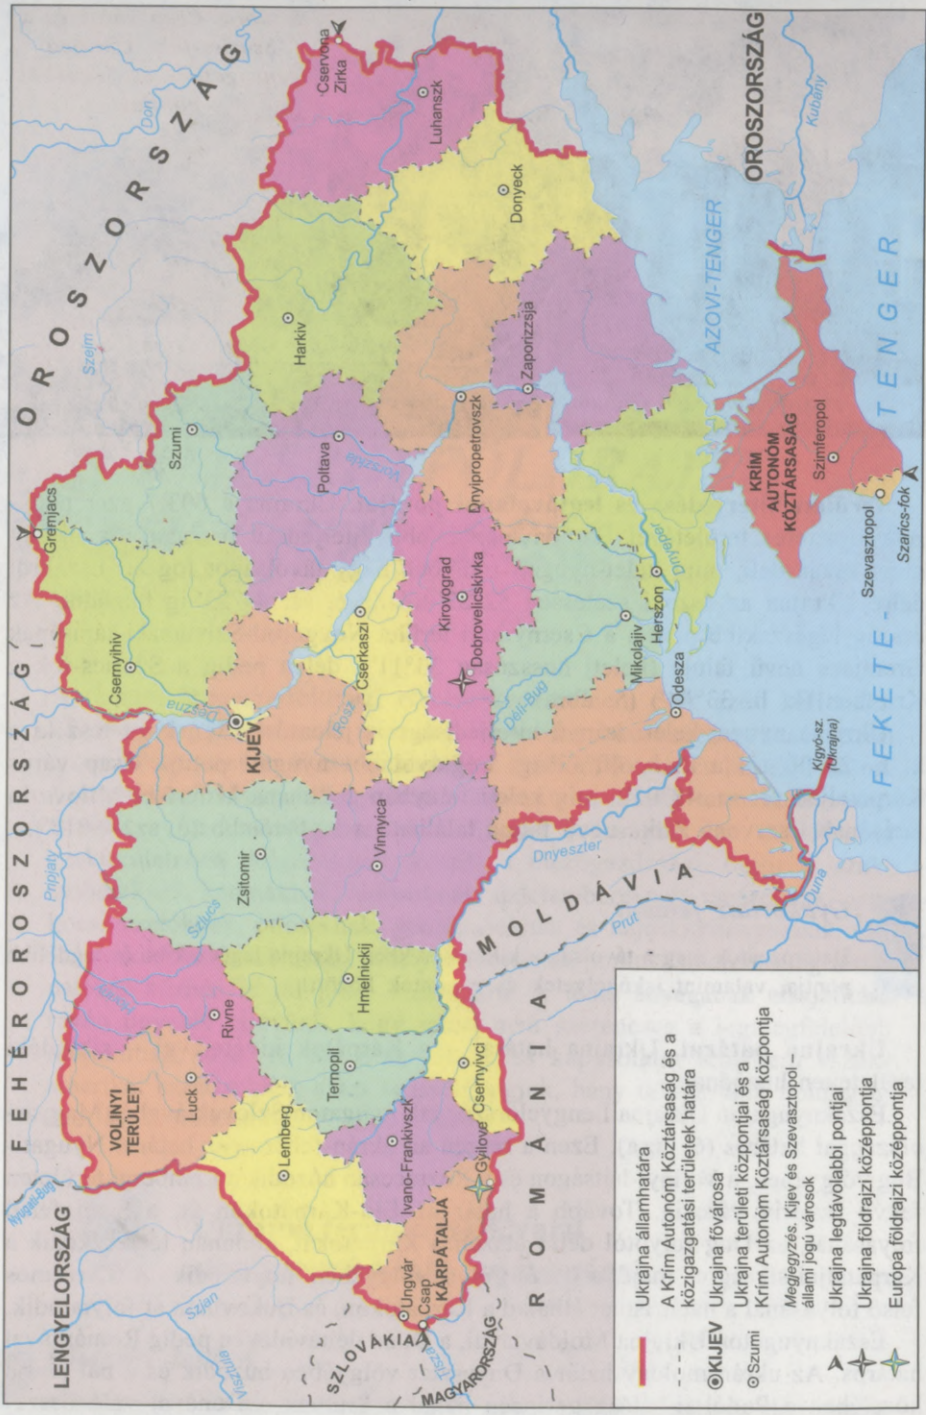 LENGYELORSZÁG
FEHÉROROSZORSZÁG
OROSZORSZÁG
Nyugati-Bug
Pripjaty
Szejm
Don
Gremjacs
VOLINYI
TERÜLET
Luck
Rivne
Szlucs
Zsitomir
Csernyihiv
Deszna
KIJEV
Szumi
Cservona
Zirka
Szjan
Visztula
Lemberg
Ternopil
Hmelnickij
Vinnyica
Rosz
Cserkaszi
Poltava
Vorszkla
Harkiv
Luhanszk
SZLOVÁKIA
Ungvár
Csap
KÁRPÁTALJA
Ivano-Frankivszk
Gyilove
Csernyivci
Kirovograd
Dobrovelicskivka
Dnyipropetrovszk
Zaporizzsja
Donyeck
MAGYARORSZÁG
Tisza
ROMÁNIA
MOLDÁVIA
Dnyeszter
Prut
Déli-Bug
Mikolajiv
Herszon
Dnyeper
Odesza
AZOVI-TENGER
OROSZORSZÁG
Kubány
Duna
Kígyó-sz.
(Ukrajna)
KRÍM
AUTONÓM
KÖZTÁRSASÁG
Szimferopol
Szevasztopol
Szarics-fok
FEKETE-TENGER
Ukrajna államhatára
A Krím Autonóm Köztársaság és a
közigazgatási területek határa
KIJEV Ukrajna fővárosa
Szumi Ukrajna területi központjai és a
Krím Autonóm Köztársaság központja
Megjegyzés. Kijev és Szevasztopol –
állami jogú városok
Ukrajna legtávolabbi pontjai
Ukrajna földrajzi középpontja
Európa földrajzi középpontja